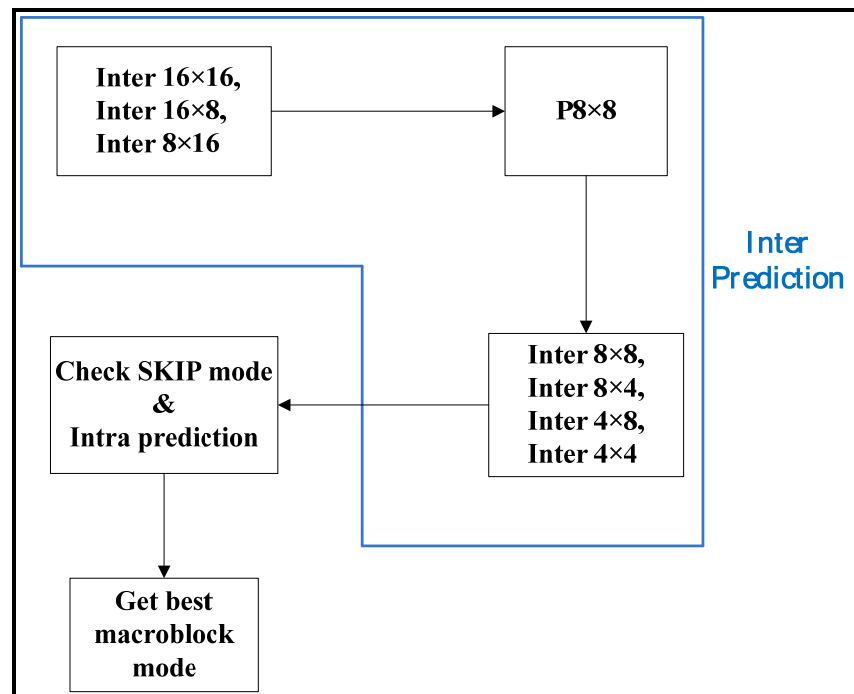 Inter 16×16,
Inter 16×8,
Inter 8×16
P8×8
Inter
Prediction
Inter 8×8,
Inter 8×4,
Inter 4×8,
Inter 4×4
Check SKIP mode
&
Intra prediction
Get best
macroblock
mode